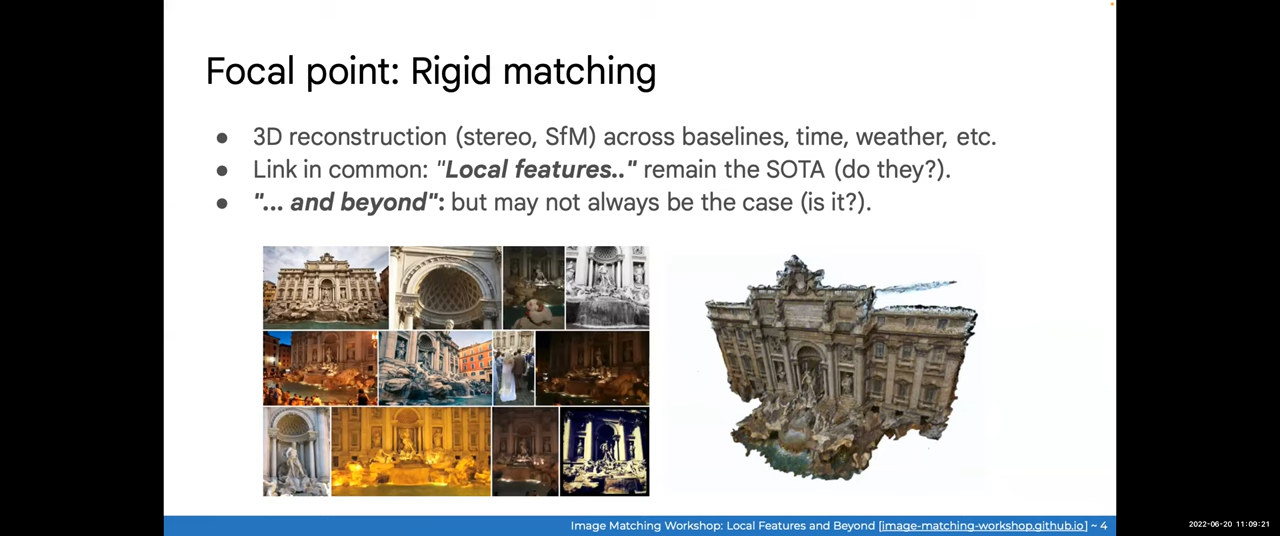 Focal point: Rigid matching
● 3D reconstruction (stereo, SfM) across baselines, time, weather, etc.
● Link in common: "Local features.." remain the SOTA (do they?).
● "... and beyond": but may not always be the case (is it?).
Image Matching Workshop: Local Features and Beyond [image-matching-workshop.github.io] ~ 4
2022-06-20 11:09:21